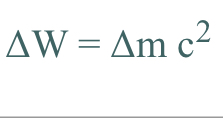 ΔW = Δm c²